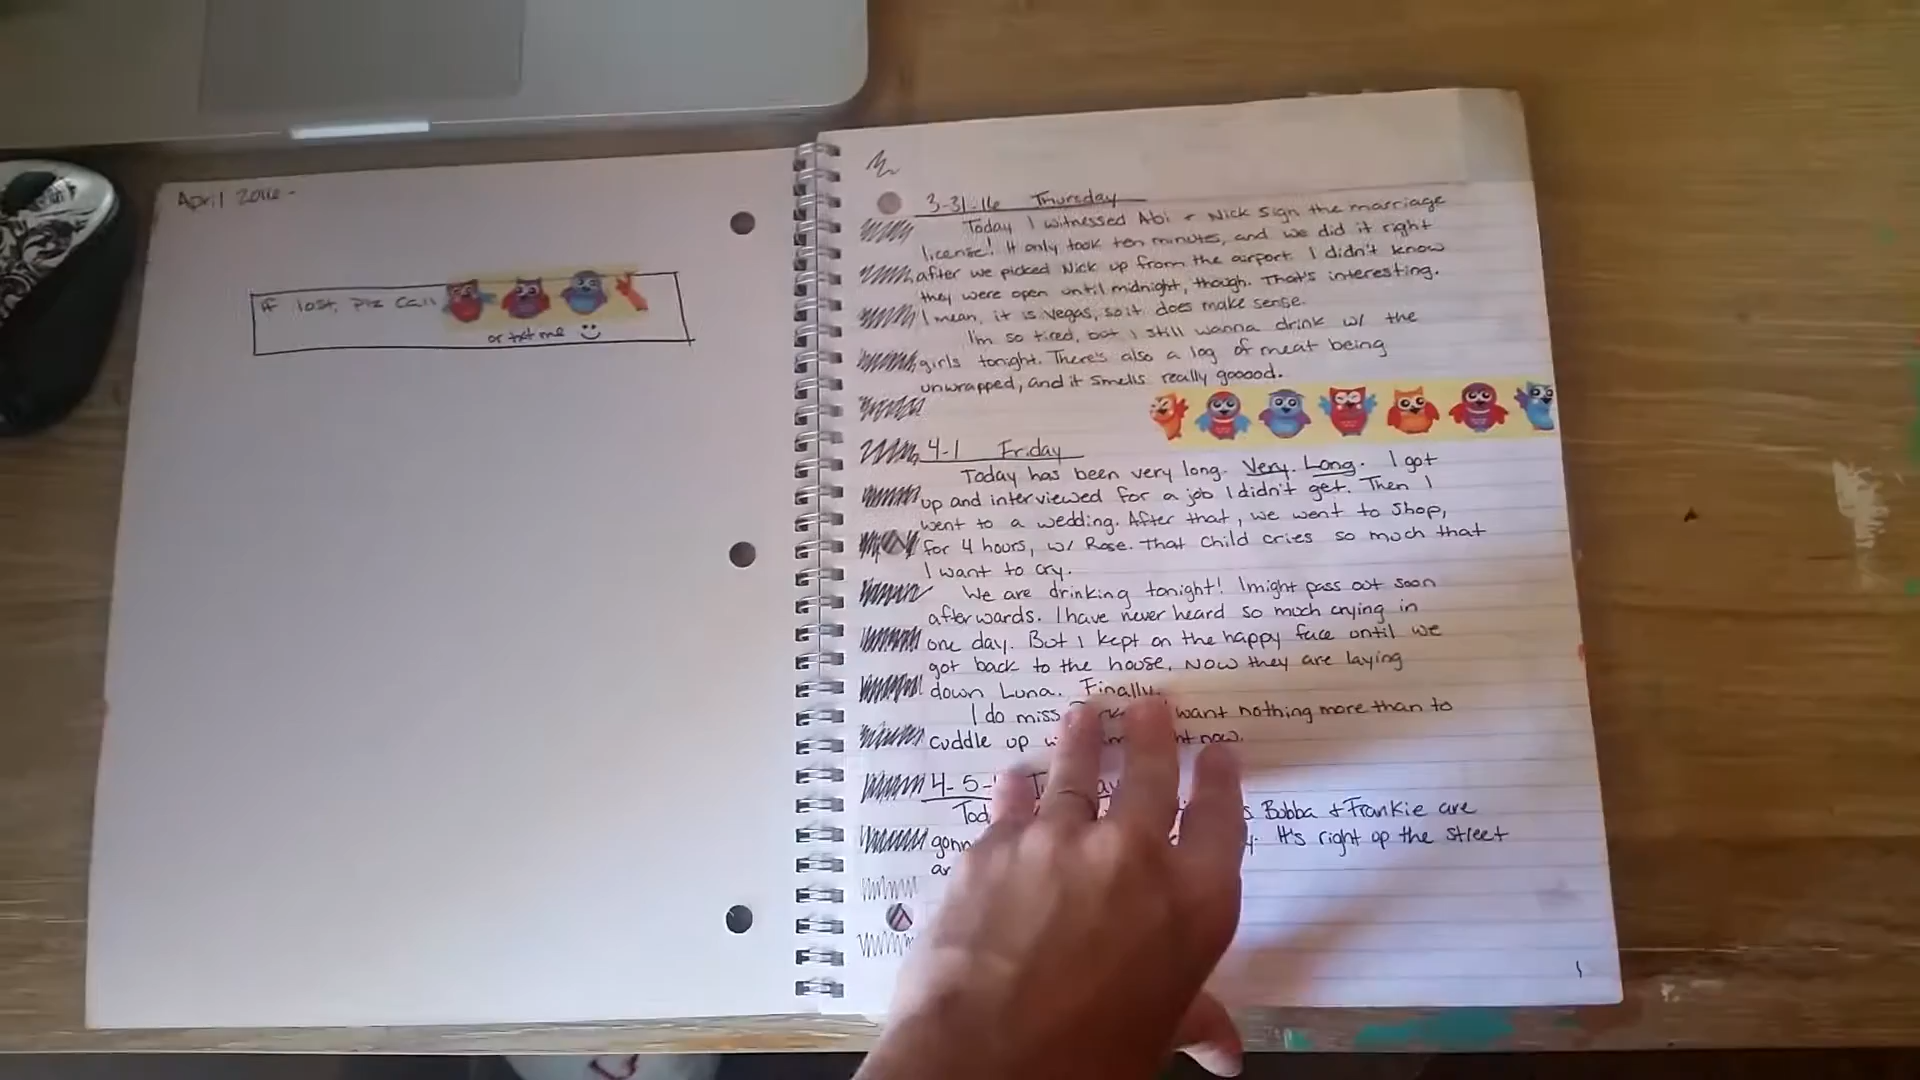 April 2016 -
If lost, plz call
or txt me
3-31-16 Thursday
Today I witnessed Abi + Nick sign the marriage
license! It only took ten minutes, and we did it right
after we picked Nick up from the airport. I didn't know
they were open until midnight, though. That's interesting.
I mean, it is Vegas, so it does make sense.
I'm so tired, but I still wanna drink w/ the
girls tonight. There's also a log of meat being
unwrapped, and it smells really gooood.
4-1 Friday
Today has been very long. Very. Long. I got
up and interviewed for a job I didn't get. Then I
went to a wedding. After that, we went to shop,
for 4 hours, w/ Rose. That child cries so much that
I want to cry.
We are drinking tonight! I might pass out soon
afterwards. I have never heard so much crying in
one day. But I kept on the happy face until we
got back to the house. Now they are laying
down Luna. Finally.
I do miss want nothing more than to
cuddle up now.
4-5-
Bobba + Frankie are
It's right up the street
1